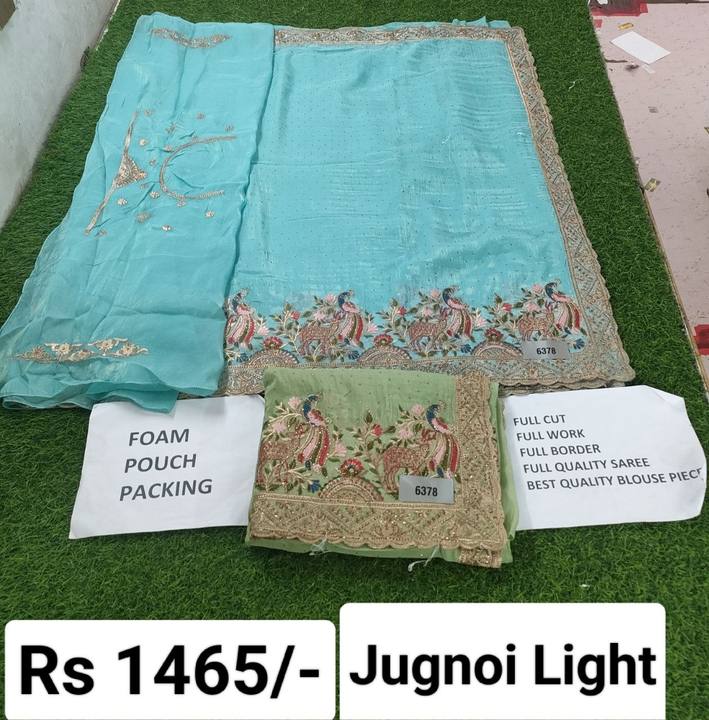 6378
FOAM
POUCH
PACKING
FULL CUT
FULL WORK
FULL BORDER
FULL QUALITY SAREE
BEST QUALITY BLOUSE PIECE
6378
Rs 1465/-
Jugnoi Light